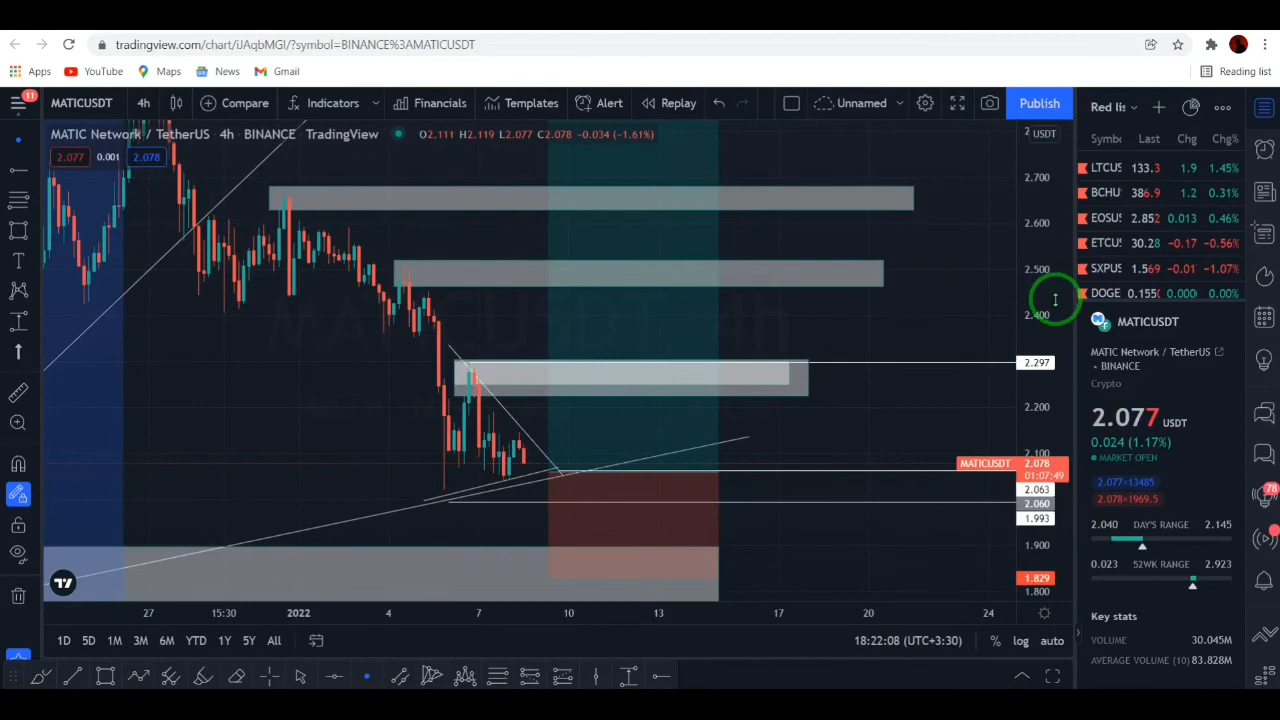 tradingview.com/chart/iJAqbMGI/?symbol=BINANCE%3AMATICUSDT
Apps YouTube Maps News Gmail Reading list
11
MATICUSDT 4h Compare Indicators Financials Templates Alert Replay Unnamed Publish
Red lis
MATIC Network / TetherUS 4h BINANCE TradingView O2.111 H2.119 L2.077 C2.078 -0.034 (-1.61%)
USDT
2.077 0.001 2.078
Symbo Last Chg Chg%
LTCUS 133.3 1.9 1.45%
BCHU 386.9 1.2 0.31%
EOSUS 2.852 0.013 0.46%
ETCUS 30.28 -0.17 -0.56%
SXPUS 1.569 -0.01 -1.07%
DOGE 0.1550 0.000 0.00%
2.700
2.600
2.500
2.400
2.297
2.200
2.100
MATICUSDT 2.078
01:07:49
2.063
2.060
1.993
1.900
1.829
1.800
MATICUSDT
MATIC Network / TetherUS
• BINANCE
Crypto
2.077 USDT
0.024 (1.17%)
MARKET OPEN
2.077×13485
2.078×1969.5
78
2.040 DAY'S RANGE 2.145
0.023 52WK RANGE 2.923
Key stats
VOLUME 30.045M
AVERAGE VOLUME (10) 83.828M
27 15:30 2022 4 7 10 13 17 20 24
1D 5D 1M 3M 6M YTD 1Y 5Y All
18:22:08 (UTC+3:30) % log auto